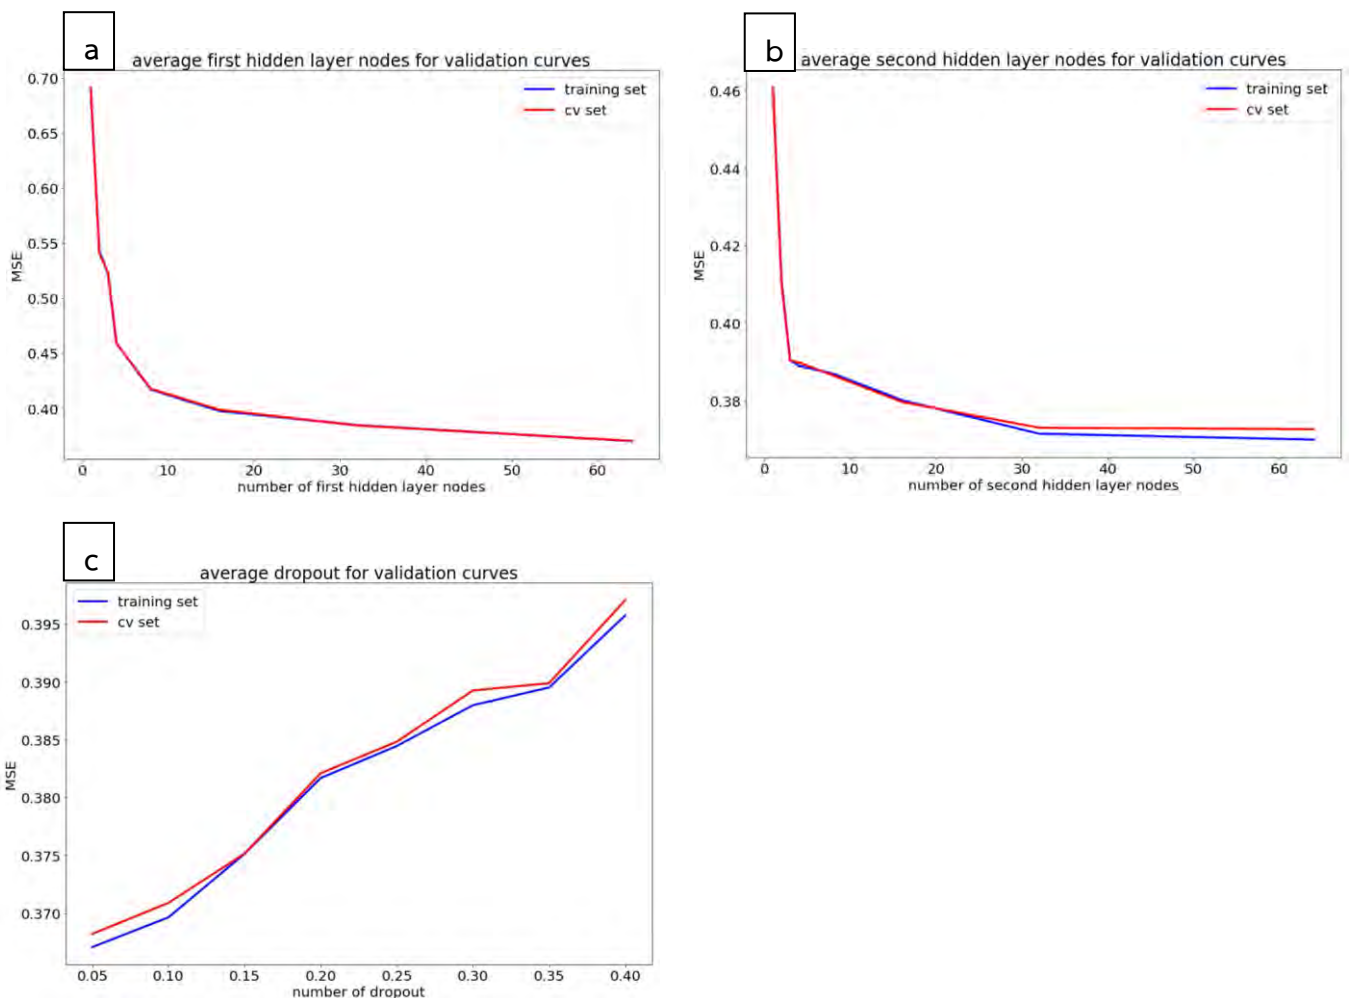 a
average first hidden layer nodes for validation curves
training set
cv set
0.70
0.65
0.60
0.55
0.50
0.45
0.40
MSE
0 10 20 30 40 50 60
number of first hidden layer nodes
b
average second hidden layer nodes for validation curves
training set
cv set
0.46
0.44
0.42
0.40
0.38
MSE
0 10 20 30 40 50 60
number of second hidden layer nodes
c
average dropout for validation curves
training set
cv set
0.395
0.390
0.385
0.380
0.375
0.370
MSE
0.05 0.10 0.15 0.20 0.25 0.30 0.35 0.40
number of dropout